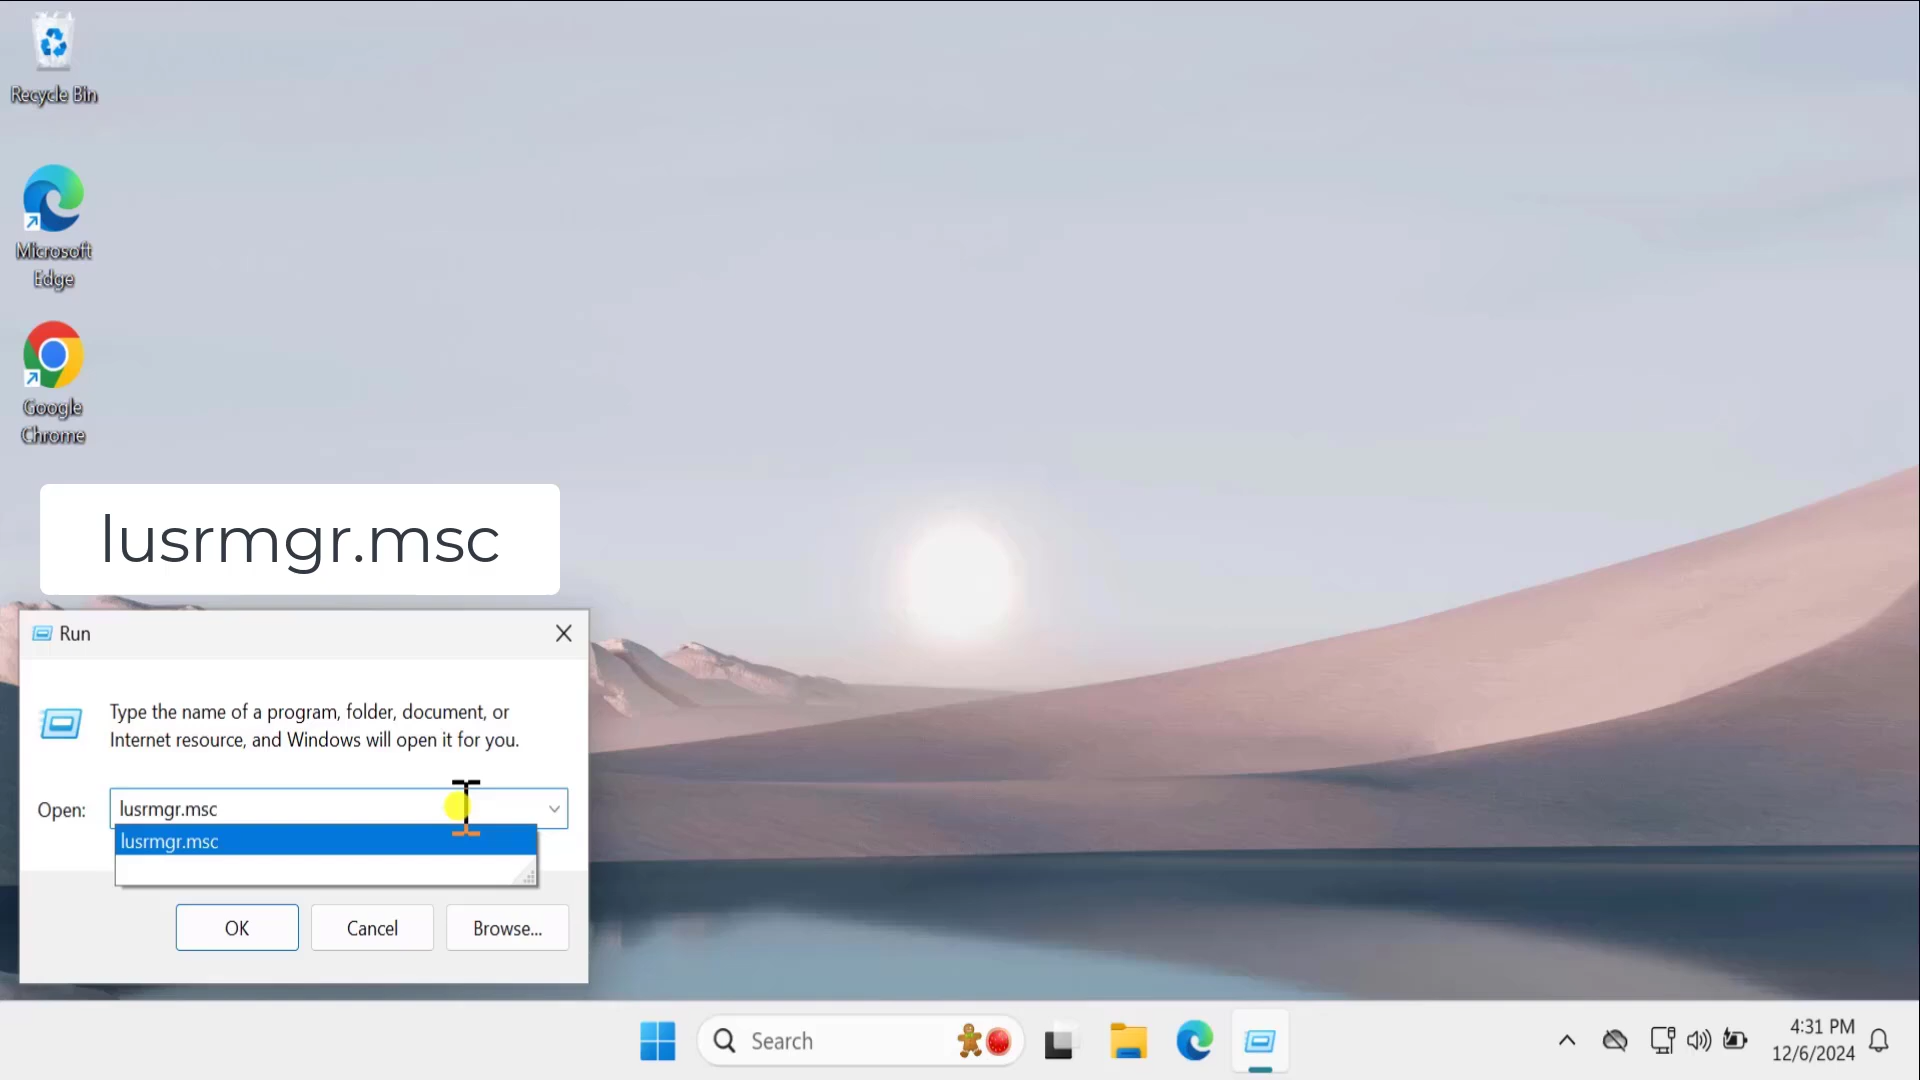 Recycle Bin
Microsoft
Edge
Google
Chrome
lusrmgr.msc
Run
Type the name of a program, folder, document, or
Internet resource, and Windows will open it for you.
Open:
lusrmgr.msc
lusrmgr.msc
OK
Cancel
Browse...
Search
4:31 PM
12/6/2024